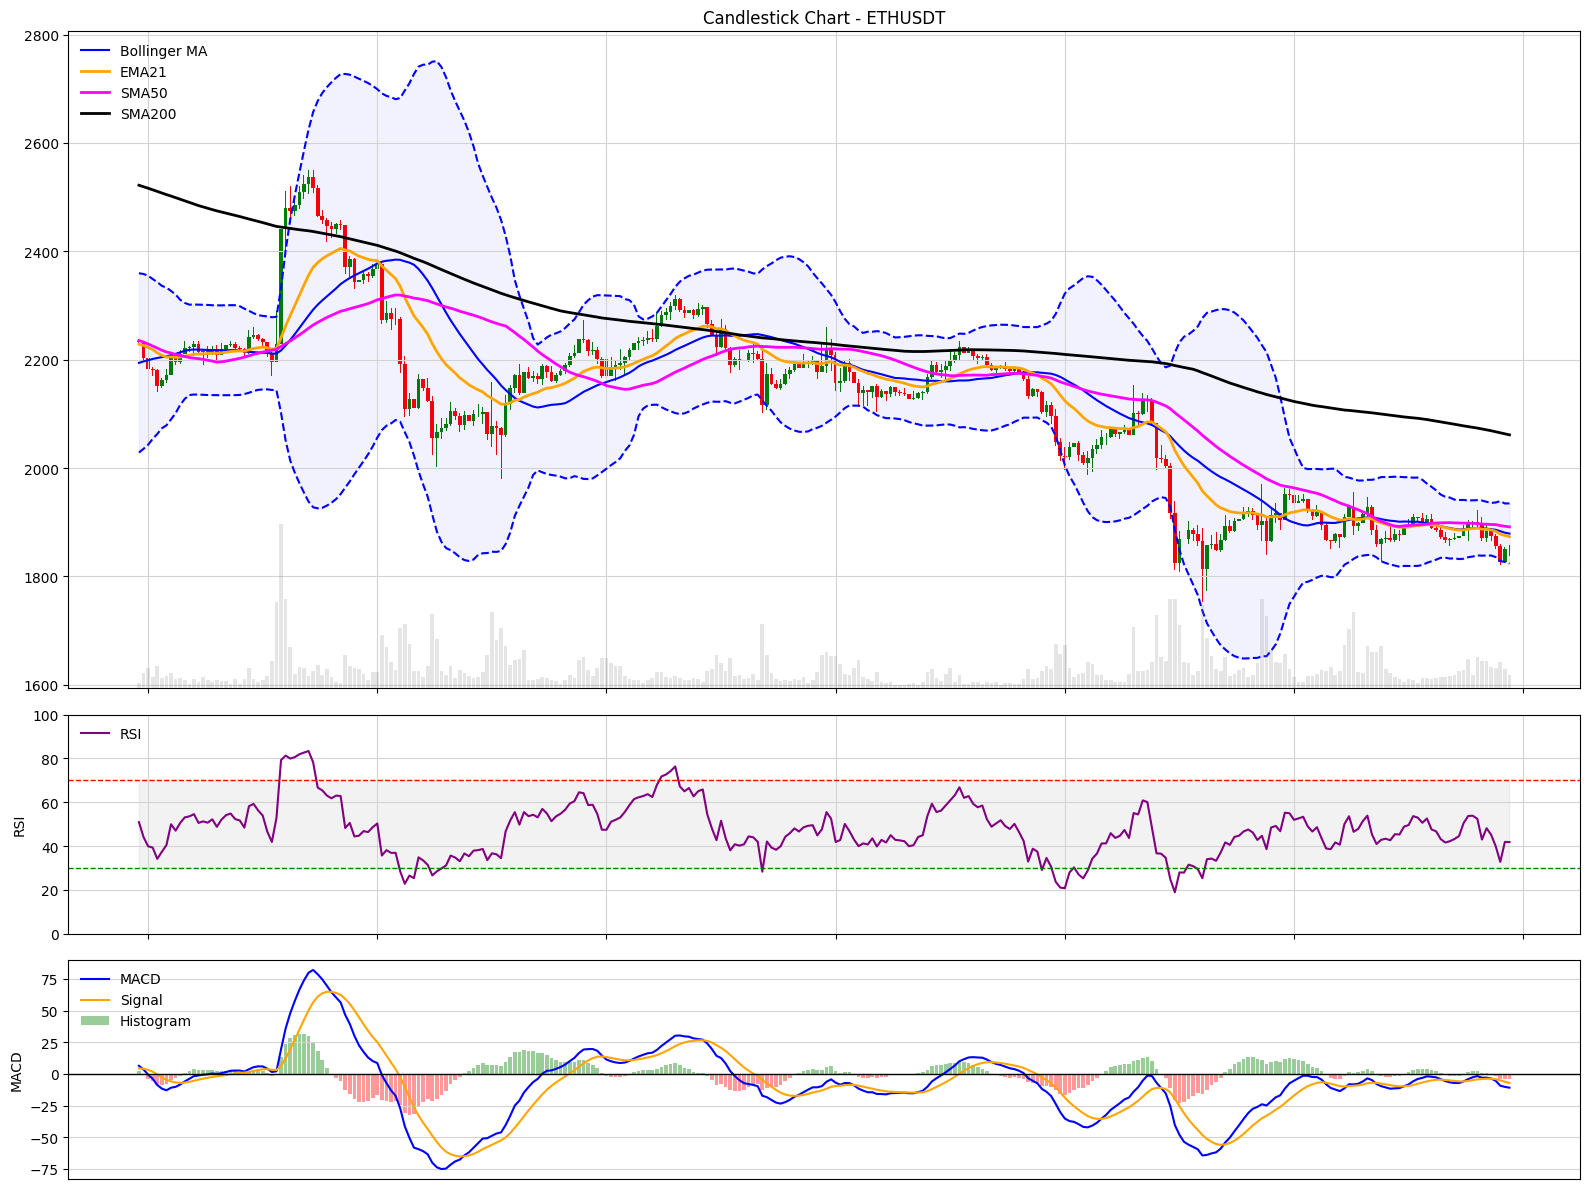 Candlestick Chart - ETHUSDT
2800
2600
2400
2200
2000
1800
1600
Bollinger MA
EMA21
SMA50
SMA200
100
80
60
40
20
0
RSI
RSI
75
50
25
0
−25
−50
−75
MACD
MACD
Signal
Histogram